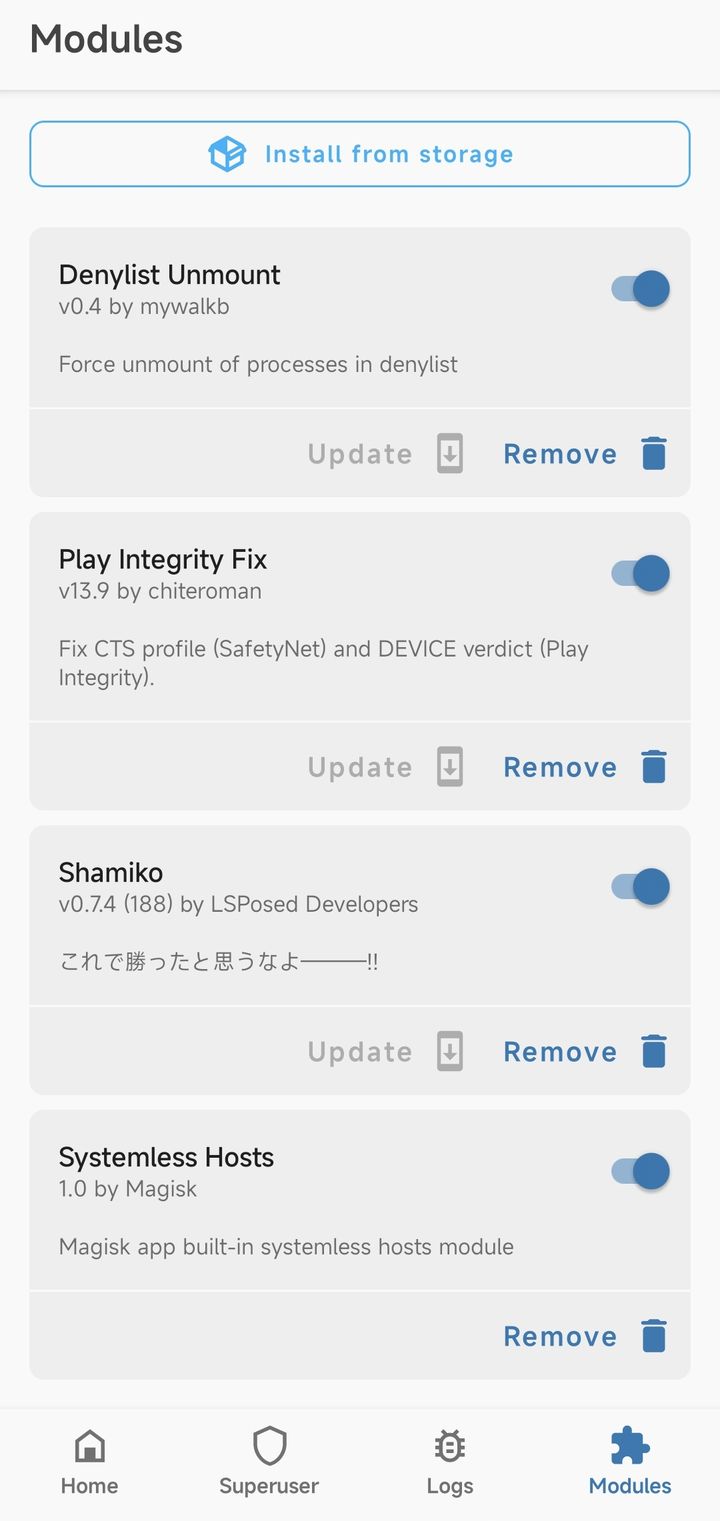 Modules
Install from storage
Denylist Unmount
v0.4 by mywalkb
Force unmount of processes in denylist
Update
Remove
Play Integrity Fix
v13.9 by chiteroman
Fix CTS profile (SafetyNet) and DEVICE verdict (Play
Integrity).
Update
Remove
Shamiko
v0.7.4 (188) by LSPosed Developers
これで勝ったと思うなよ―――!!
Update
Remove
Systemless Hosts
1.0 by Magisk
Magisk app built-in systemless hosts module
Remove
Home
Superuser
Logs
Modules